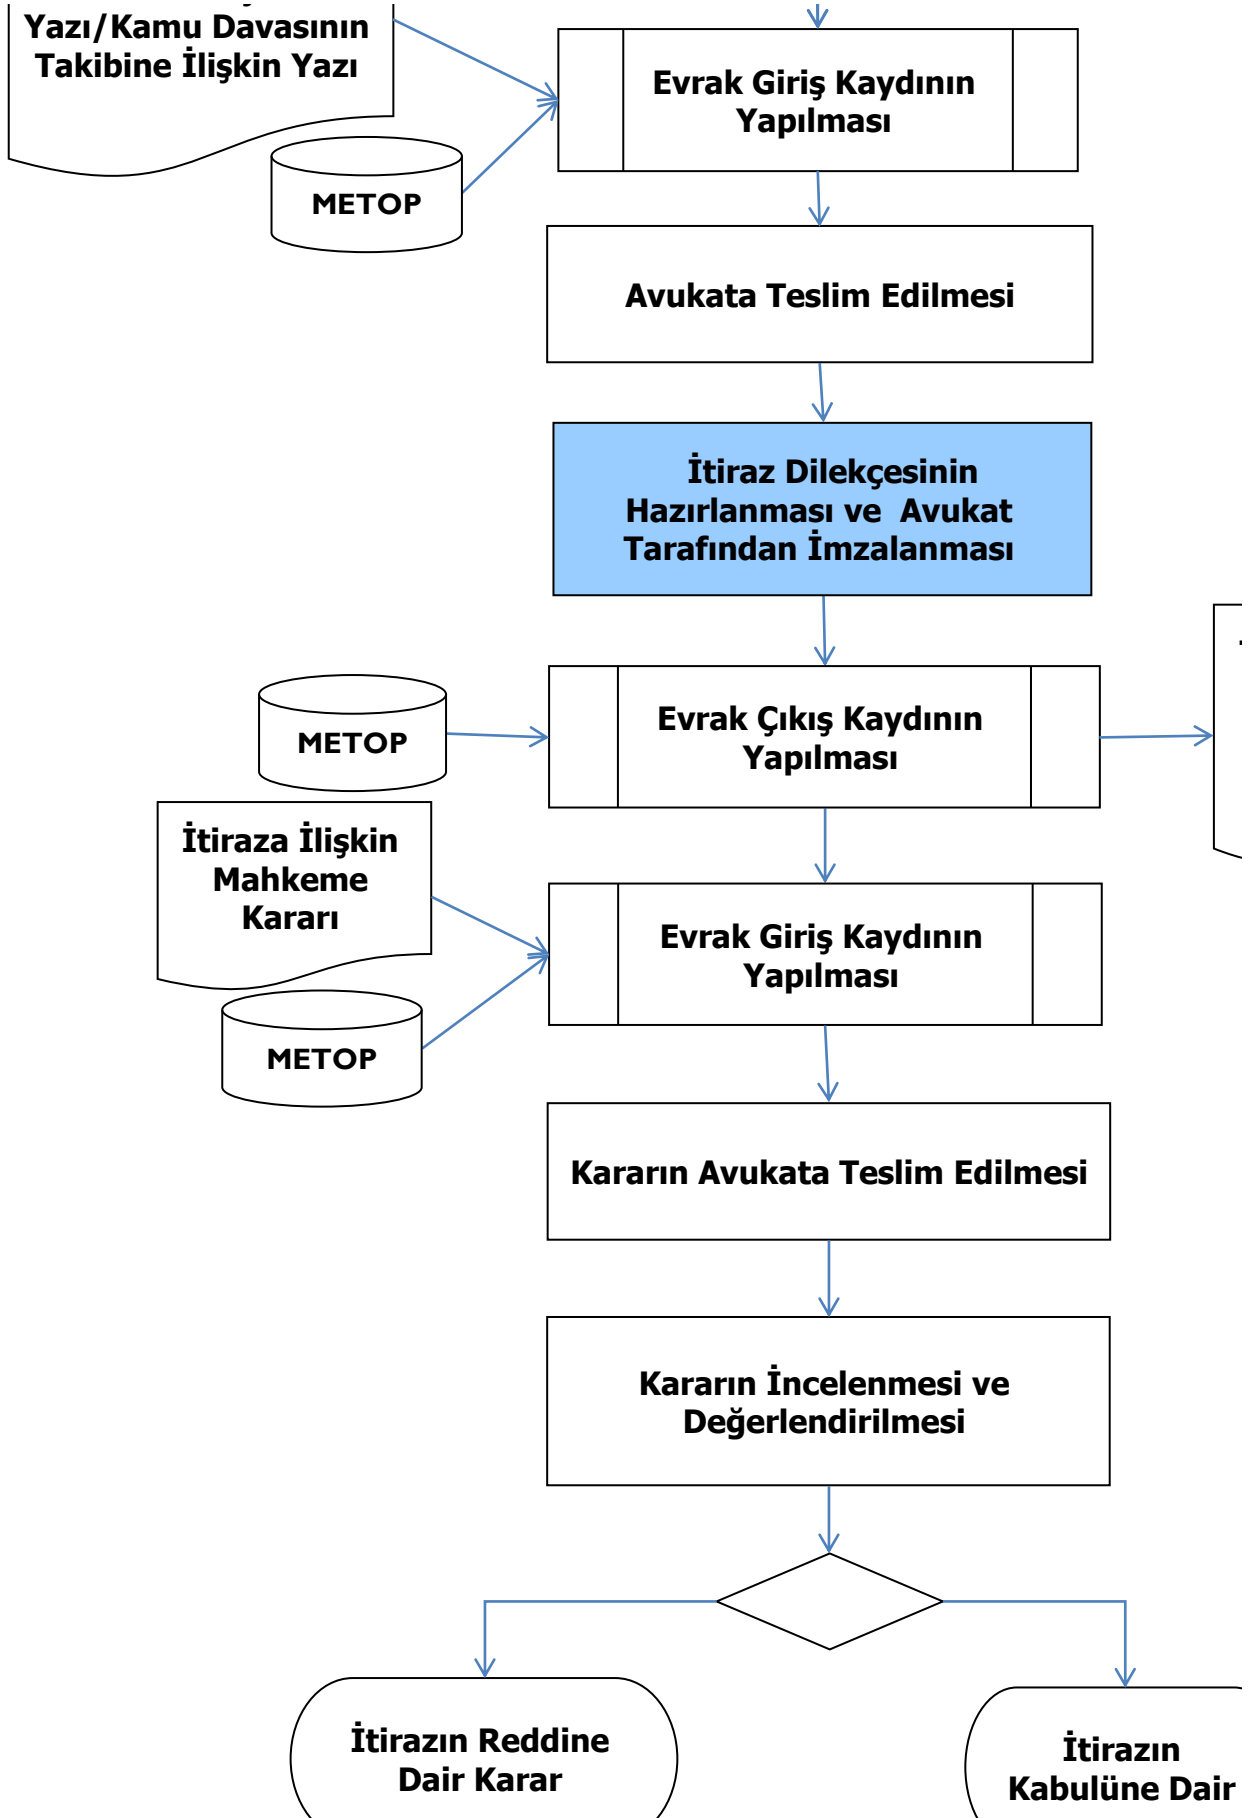 Yazı/Kamu Davasının
Takibine İlişkin Yazı
Evrak Giriş Kaydının
Yapılması
METOP
Avukata Teslim Edilmesi
İtiraz Dilekçesinin
Hazırlanması ve  Avukat
Tarafından İmzalanması
METOP
Evrak Çıkış Kaydının
Yapılması
İtiraza İlişkin
Mahkeme
Kararı
Evrak Giriş Kaydının
Yapılması
METOP
Kararın Avukata Teslim Edilmesi
Kararın İncelenmesi ve
Değerlendirilmesi
İtirazın Reddine
Dair Karar
İtirazın
Kabulüne Dair